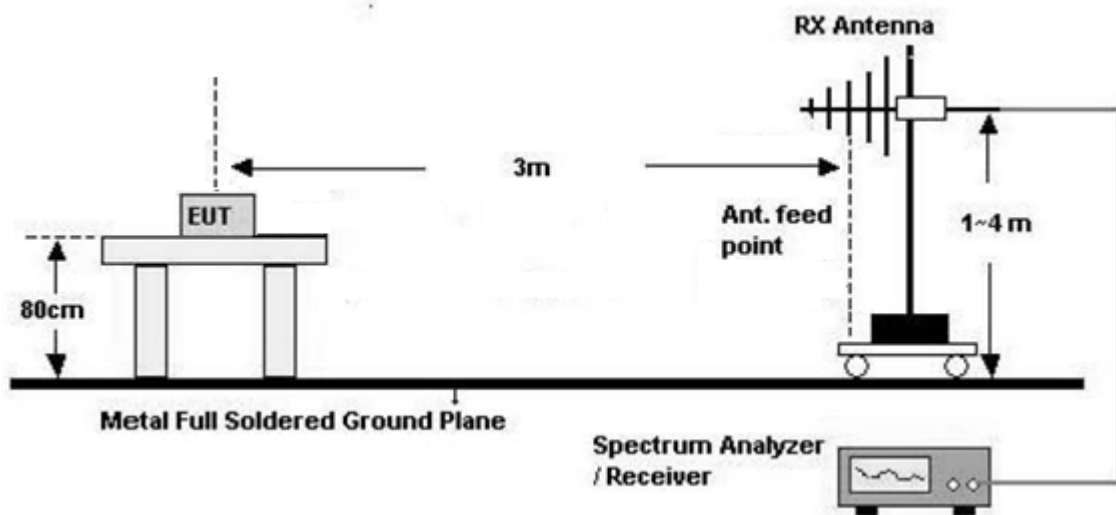 RX Antenna
3m
EUT
Ant. feed
point
1~4 m
80cm
Metal Full Soldered Ground Plane
Spectrum Analyzer
/ Receiver